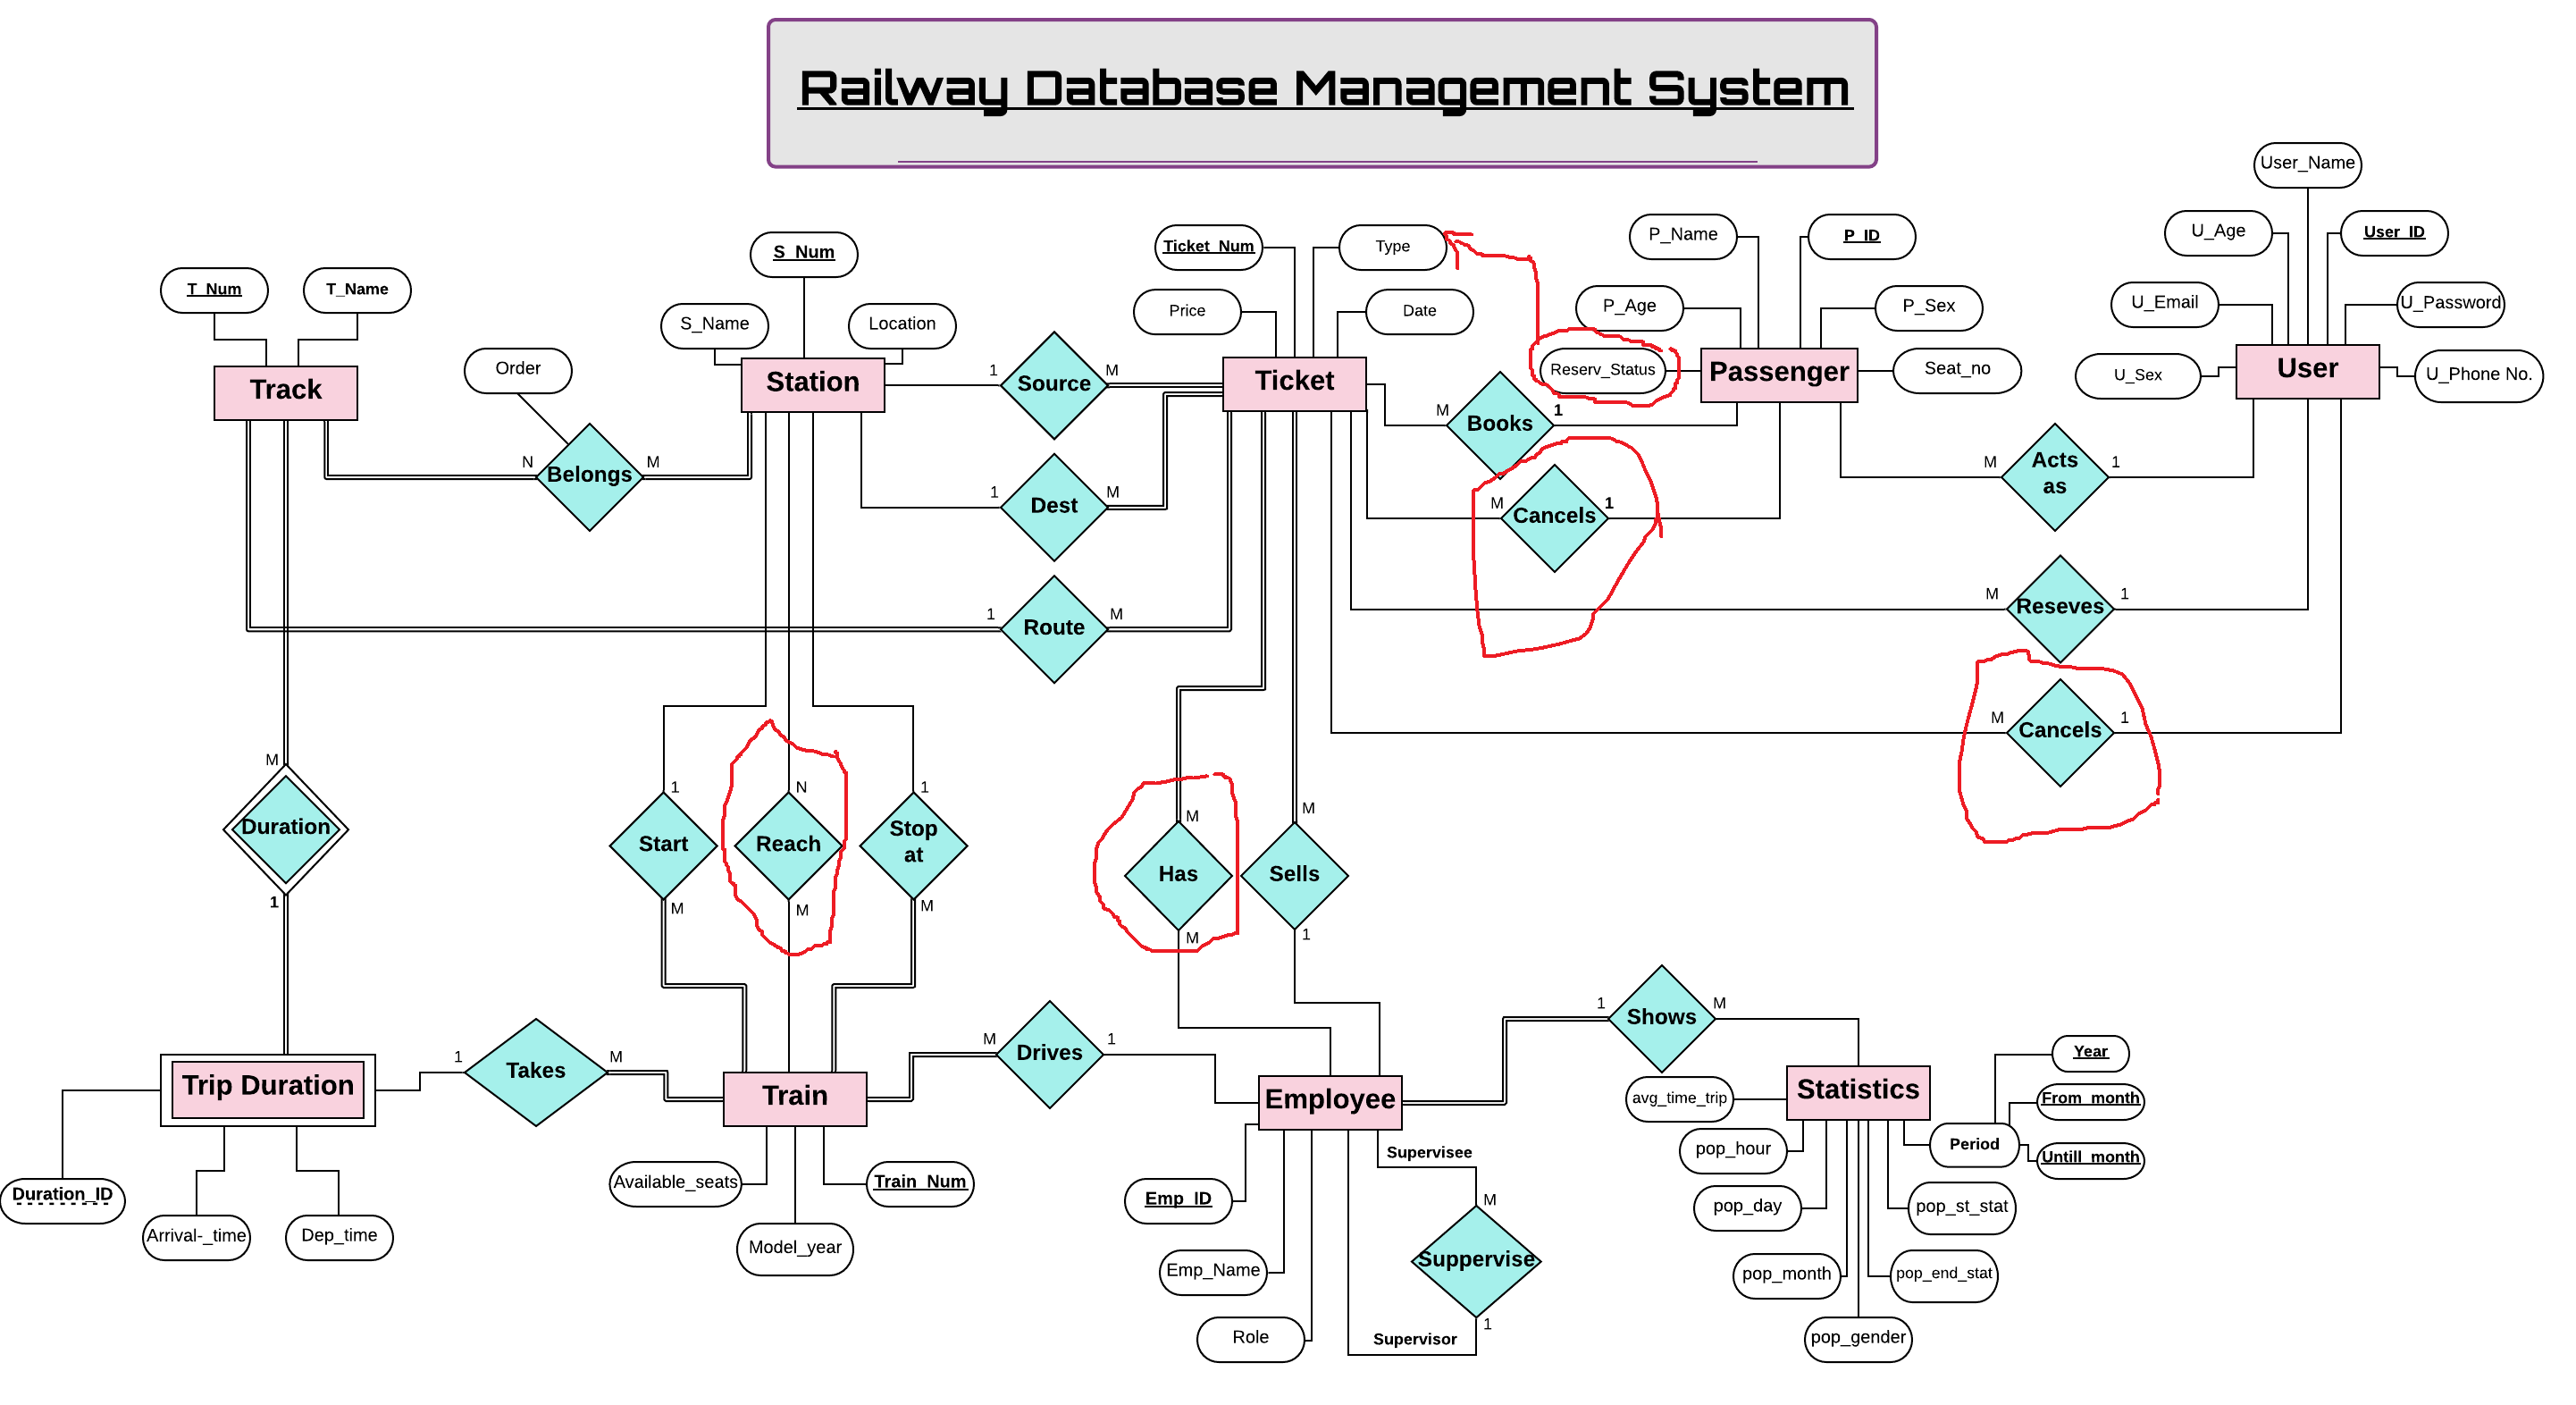 Railway Database Management System
User_Name
U_Age
User_ID
U_Email
U_Password
U_Sex
User
U_Phone No.
P_Name
P_ID
P_Age
P_Sex
Reserv_Status
Passenger
Seat_no
Ticket_Num
Type
Price
Date
Ticket
S_Num
S_Name
Location
Station
T_Num
T_Name
Track
Order
N
Belongs
M
1
Source
M
1
Dest
M
1
Route
M
M
Books
1
M
Cancels
1
M
Acts
as
1
M
Reseves
1
M
Cancels
1
M
Duration
1
1
Start
M
N
Reach
M
1
Stop
at
M
M
Has
M
M
Sells
1
Trip Duration
Duration_ID
Arrival-_time
Dep_time
1
Takes
M
Train
Available_seats
Model_year
Train_Num
M
Drives
1
Employee
Emp_ID
Emp_Name
Role
Supervisee
M
Suppervise
1
Supervisor
1
Shows
M
Statistics
avg_time_trip
pop_hour
pop_day
pop_month
pop_gender
pop_end_stat
pop_st_stat
Period
Year
From_month
Untill_month